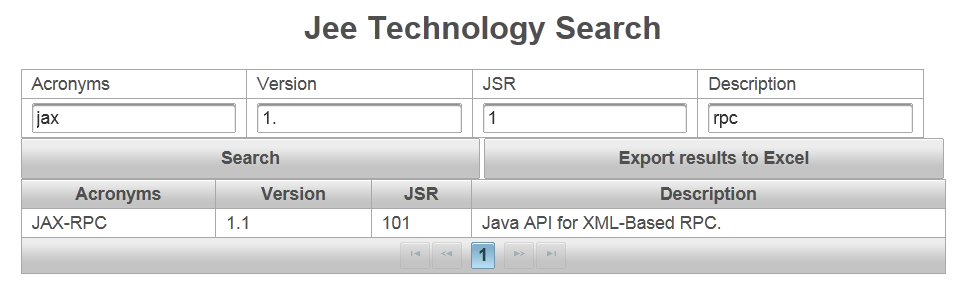 Jee Technology Search
Acronyms Version JSR Description
jax 1. 1 rpc
Search Export results to Excel
Acronyms Version JSR Description
JAX-RPC 1.1 101 Java API for XML-Based RPC.
1